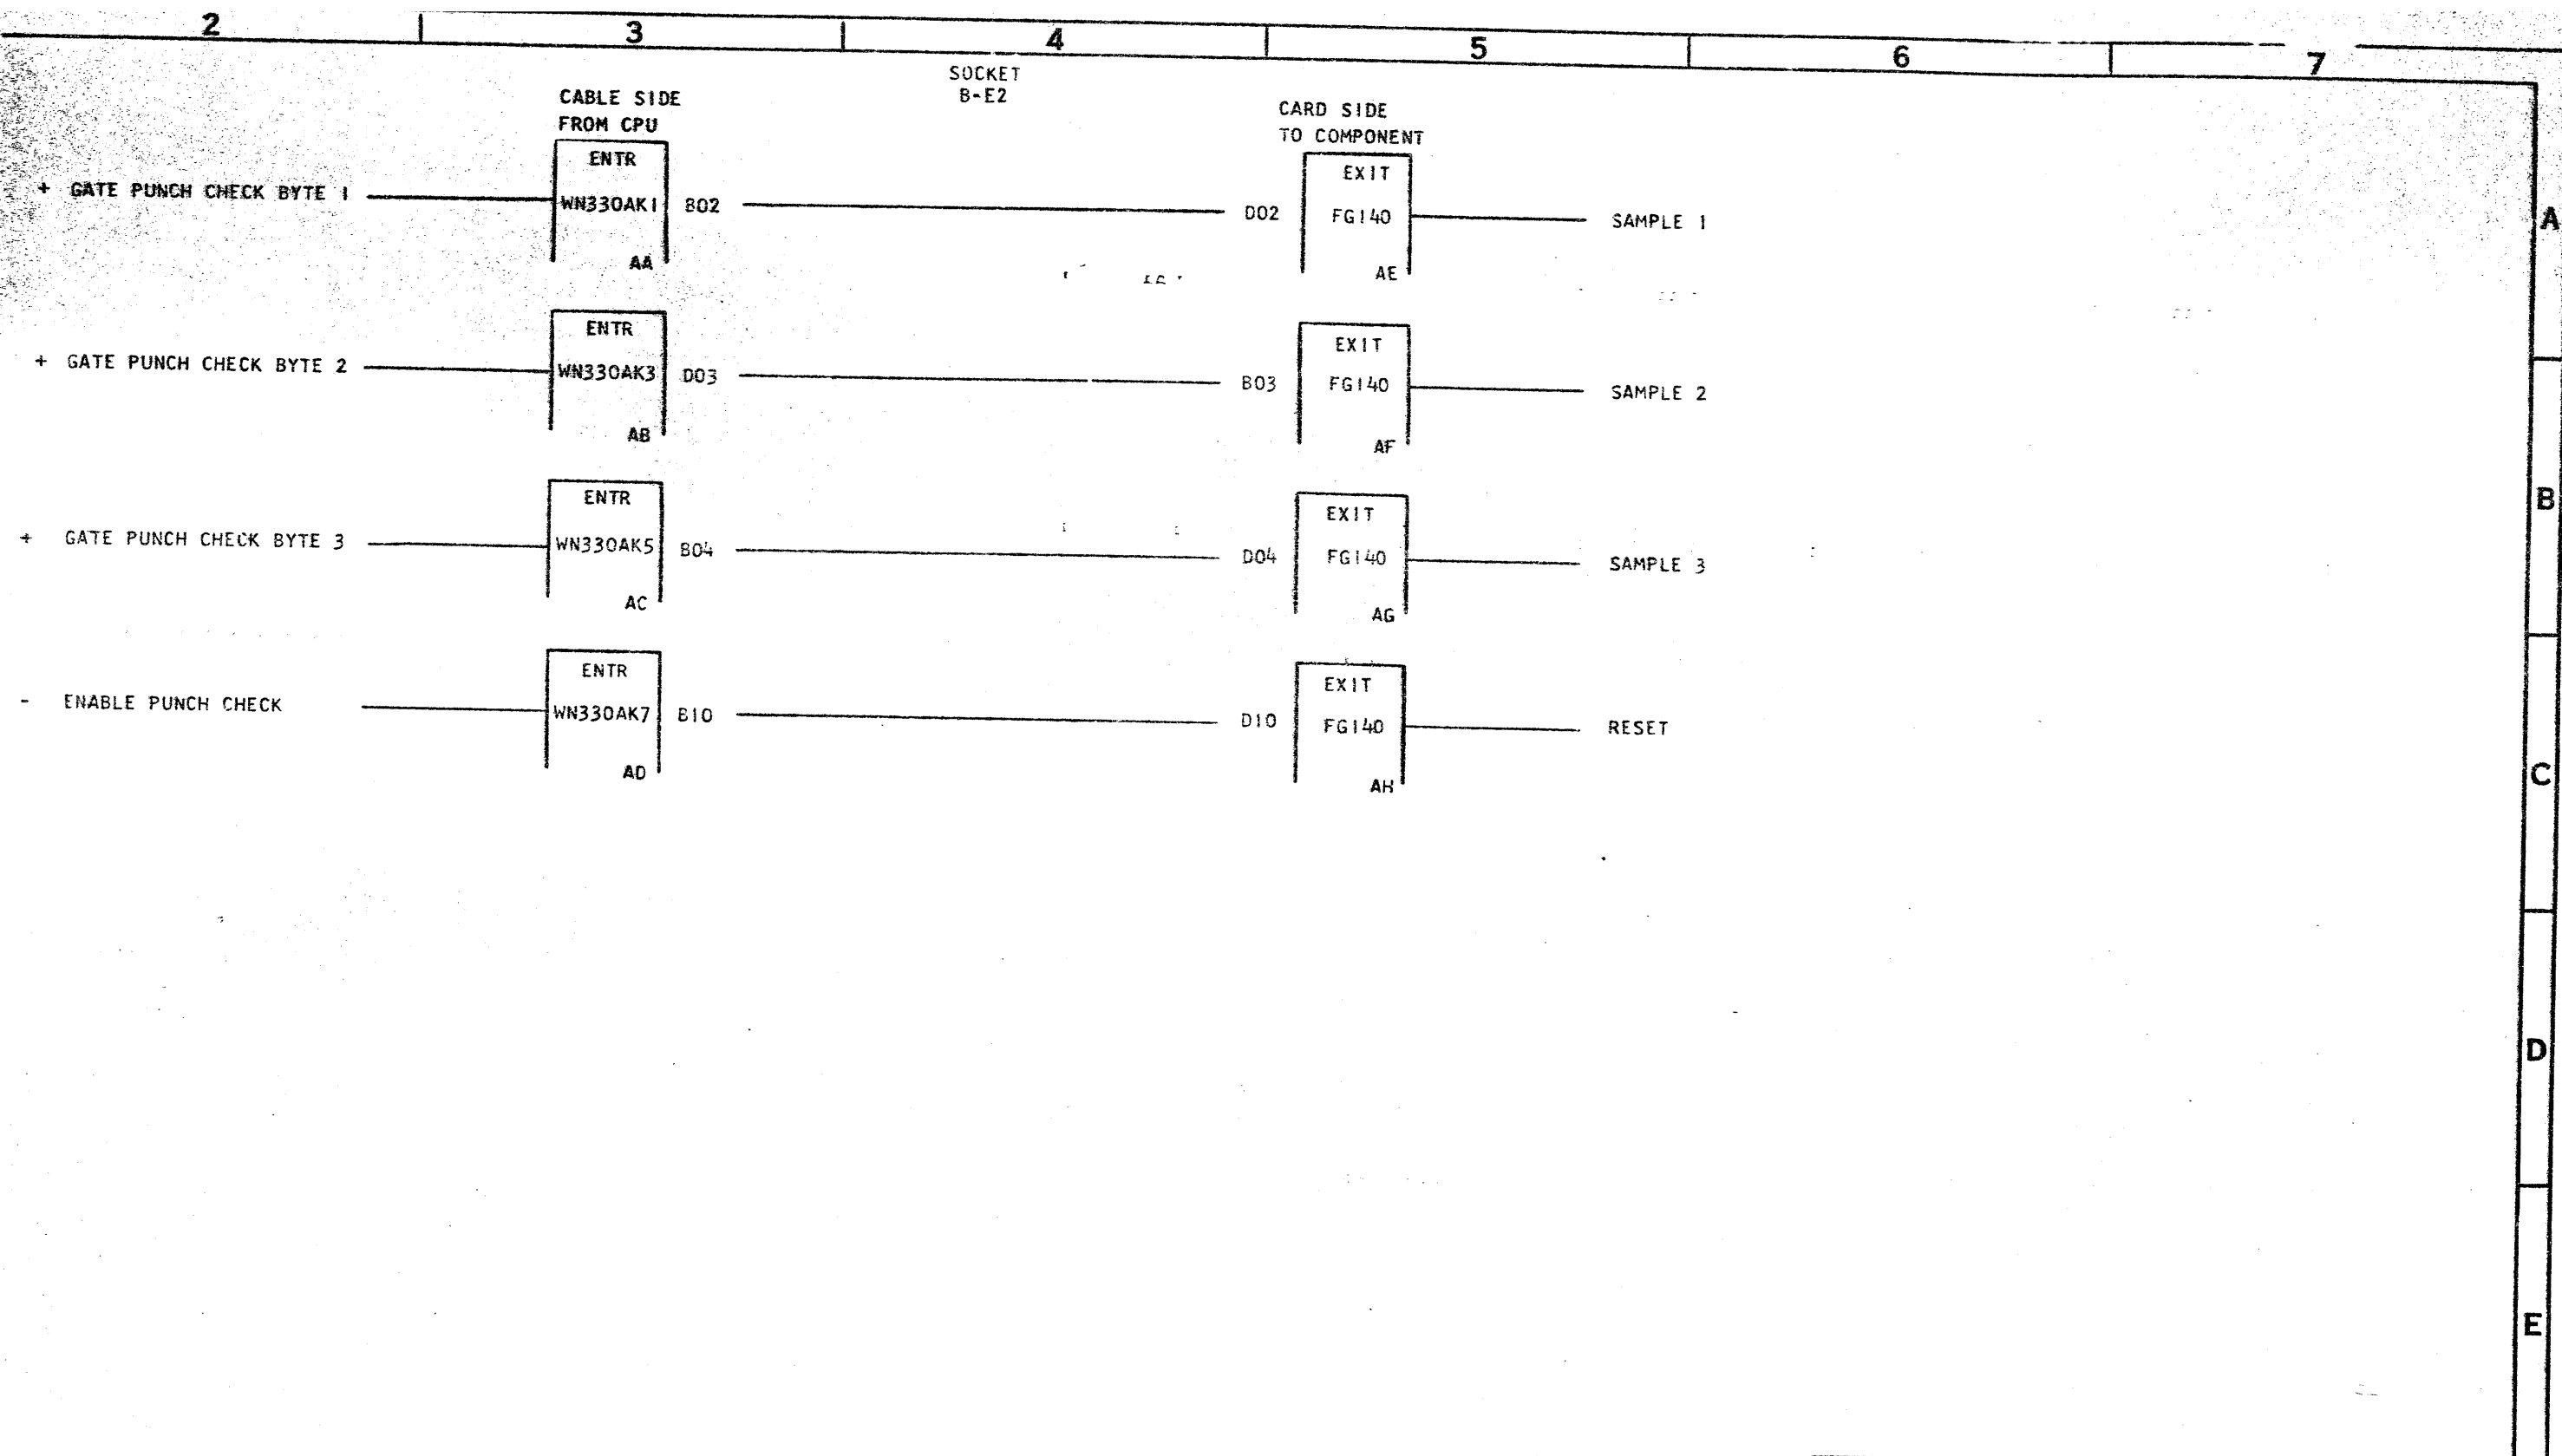 2 3 4 5 6 7
SOCKET
B-E2
CABLE SIDE
FROM CPU
CARD SIDE
TO COMPONENT
ENTR
EXIT
+ GATE PUNCH CHECK BYTE 1 WN330AK1 B02 D02 FG140 SAMPLE 1
A
AA
AE
ENTR
EXIT
+ GATE PUNCH CHECK BYTE 2 WN330AK3 D03 B03 FG140 SAMPLE 2
AB
AF
ENTR
EXIT
B
+ GATE PUNCH CHECK BYTE 3 WN330AK5 B04 D04 FG140 SAMPLE 3
AC
AG
ENTR
EXIT
- ENABLE PUNCH CHECK WN330AK7 B10 D10 FG140 RESET
AD
AH
C
D
E